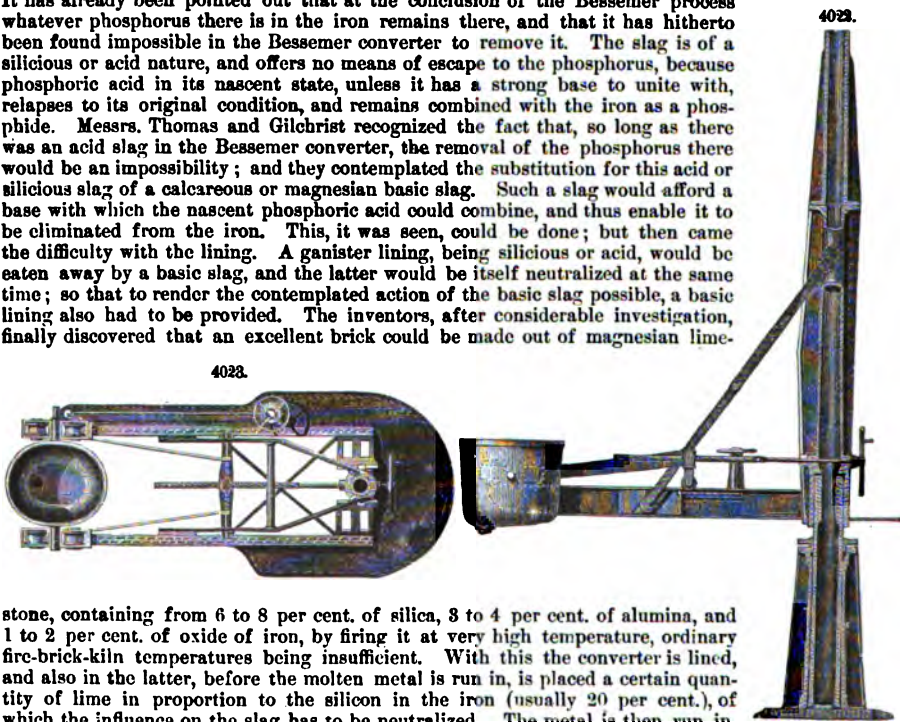 It has already been pointed out that at the conclusion of the Bessemer process
whatever phosphorus there is in the iron remains there, and that it has hitherto
been found impossible in the Bessemer converter to remove it. The slag is of a
silicious or acid nature, and offers no means of escape to the phosphorus, because
phosphoric acid in its nascent state, unless it has a strong base to unite with,
relapses to its original condition, and remains combined with the iron as a phos-
phide. Messrs. Thomas and Gilchrist recognized the fact that, so long as there
was an acid slag in the Bessemer converter, the removal of the phosphorus there
would be an impossibility; and they contemplated the substitution for this acid or
silicious slag of a calcareous or magnesian basic slag. Such a slag would afford a
base with which the nascent phosphoric acid could combine, and thus enable it to
be eliminated from the iron. This, it was seen, could be done; but then came
the difficulty with the lining. A ganister lining, being silicious or acid, would be
eaten away by a basic slag, and the latter would be itself neutralized at the same
time; so that to render the contemplated action of the basic slag possible, a basic
lining also had to be provided. The inventors, after considerable investigation,
finally discovered that an excellent brick could be made out of magnesian lime-
4022.
4023.
stone, containing from 6 to 8 per cent. of silica, 3 to 4 per cent. of alumina, and
1 to 2 per cent. of oxide of iron, by firing it at very high temperature, ordinary
fire-brick-kiln temperatures being insufficient. With this the converter is lined,
and also in the latter, before the molten metal is run in, is placed a certain quan-
tity of lime in proportion to the silicon in the iron (usually 20 per cent.), of
which the influence on the slag has to be neutralized. The metal is then run in